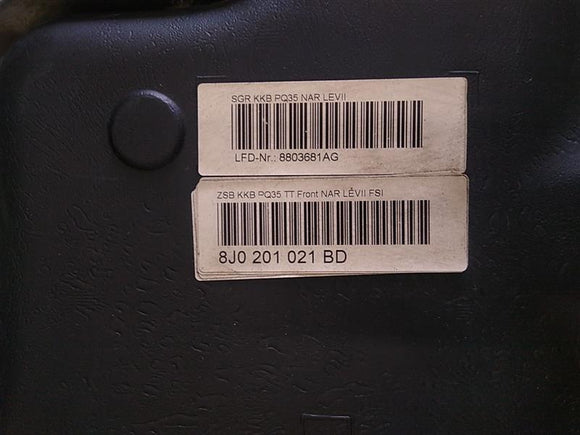 SGR KKB PQ35 NAR LEVII
LFD-Nr.: 8803681AG
ZSB KKB PQ35 TT Front NAR LEVII FSI
8J0 201 021 BD